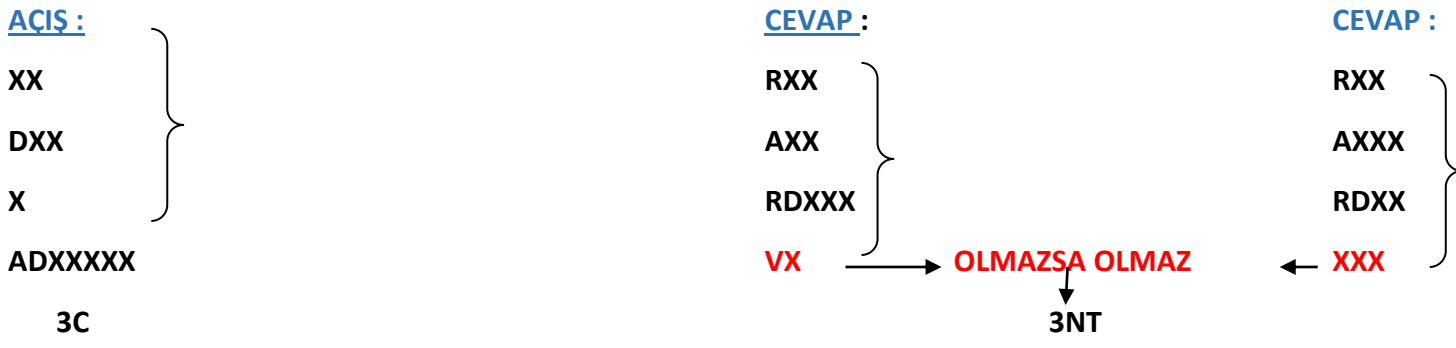 AÇIŞ : CEVAP : CEVAP :
XX RXX RXX
DXX AXX AXXX
X RDXXX RDXX
ADXXXXX VX OLMAZSA OLMAZ XXX
3C 3NT